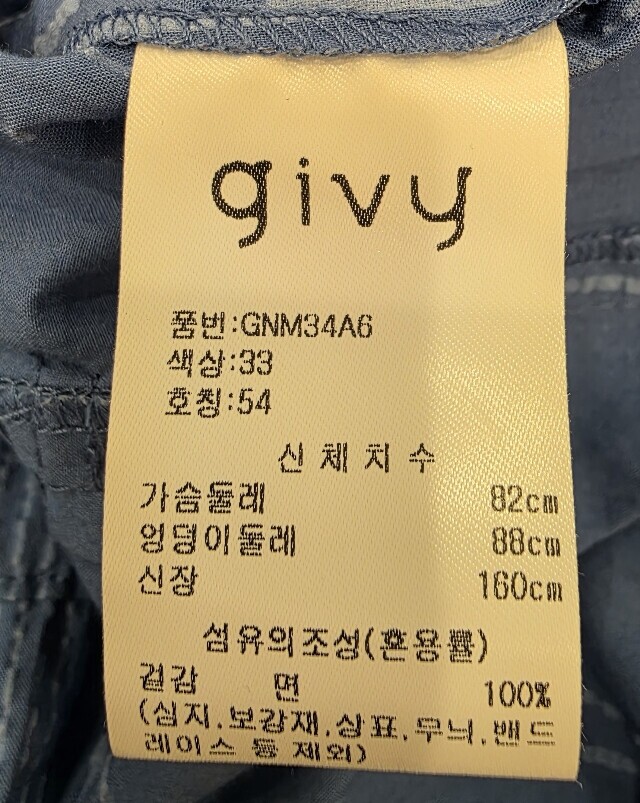 givy
품번:GNM34A6
색상:33
호칭:54
신체치수
가슴둘레 82cm
엉덩이둘레 88cm
신장 160cm
섬유의조성(혼용률)
겉감 면 100%
(심지.보강재.상표.무늬.밴드
레이스 등 제외)